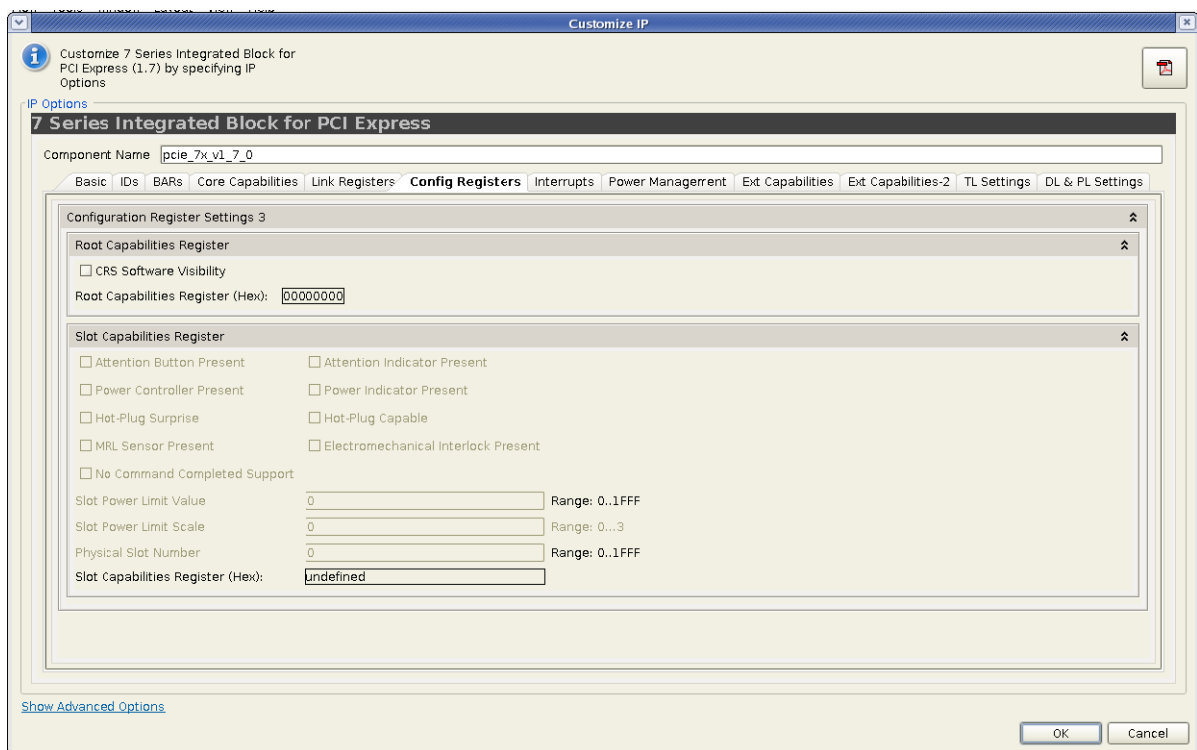 Customize IP
Customize 7 Series Integrated Block for
PCI Express (1.7) by specifying IP
Options
IP Options
7 Series Integrated Block for PCI Express
Component Name pcie_7x_v1_7_0
Basic IDs BARs Core Capabilities Link Registers Config Registers Interrupts Power Management Ext Capabilities Ext Capabilities-2 TL Settings DL & PL Settings
Configuration Register Settings 3
Root Capabilities Register
CRS Software Visibility
Root Capabilities Register (Hex): 00000000
Slot Capabilities Register
Attention Button Present Attention Indicator Present
Power Controller Present Power Indicator Present
Hot-Plug Surprise Hot-Plug Capable
MRL Sensor Present Electromechanical Interlock Present
No Command Completed Support
Slot Power Limit Value 0 Range: 0..1FFF
Slot Power Limit Scale 0 Range: 0...3
Physical Slot Number 0 Range: 0..1FFF
Slot Capabilities Register (Hex): undefined
Show Advanced Options
OK Cancel